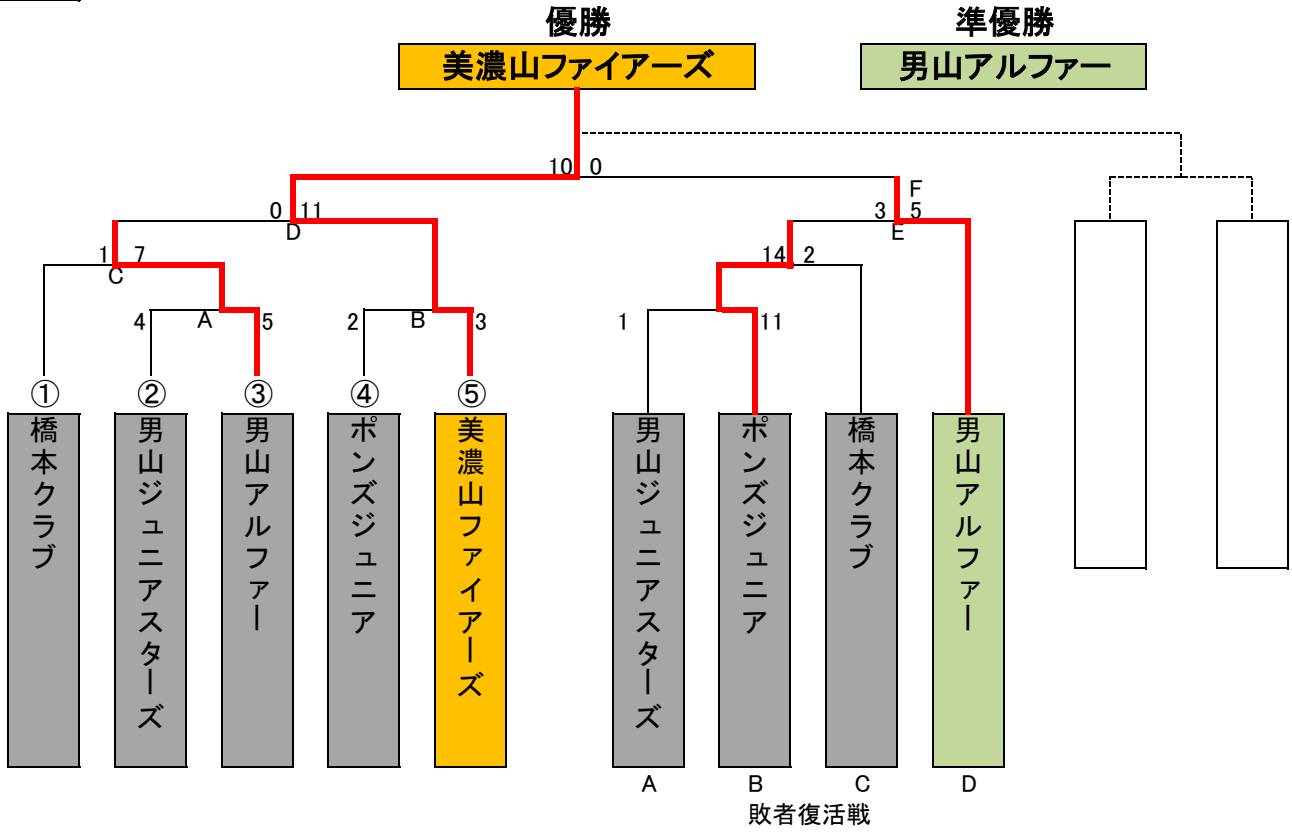 優勝
準優勝
美濃山ファイアーズ
男山アルファー
10 0
F
0 11
3 5
D
E
1 7
14 2
C
4 A 5
2 B 3
1 11
① ② ③ ④ ⑤
橋本クラブ
男山ジュニアスターズ
男山アルファー
ポンズジュニア
美濃山ファイアーズ
男山ジュニアスターズ
ポンズジュニア
橋本クラブ
男山アルファー
A B C D
敗者復活戦